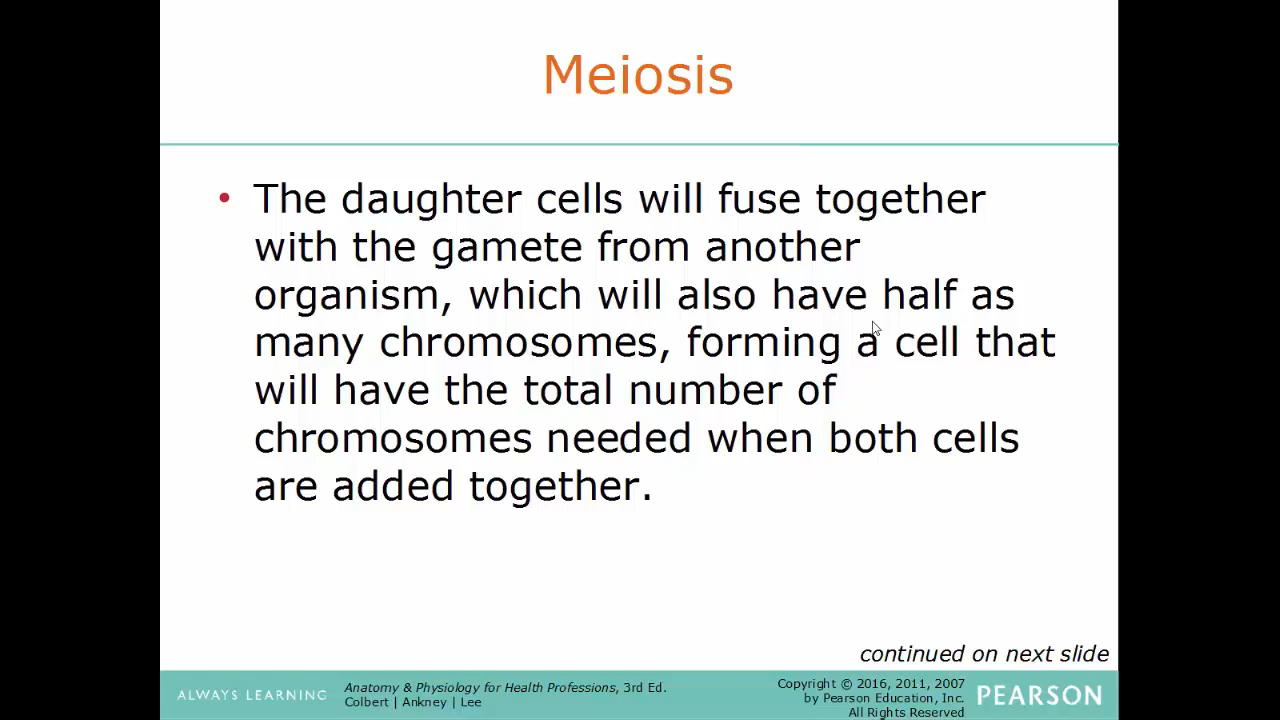 Meiosis
• The daughter cells will fuse together
with the gamete from another
organism, which will also have half as
many chromosomes, forming a cell that
will have the total number of
chromosomes needed when both cells
are added together.
continued on next slide
ALWAYS LEARNING
Anatomy & Physiology for Health Professions, 3rd Ed.
Colbert | Ankney | Lee
Copyright © 2016, 2011, 2007
by Pearson Education, Inc.
All Rights Reserved
PEARSON